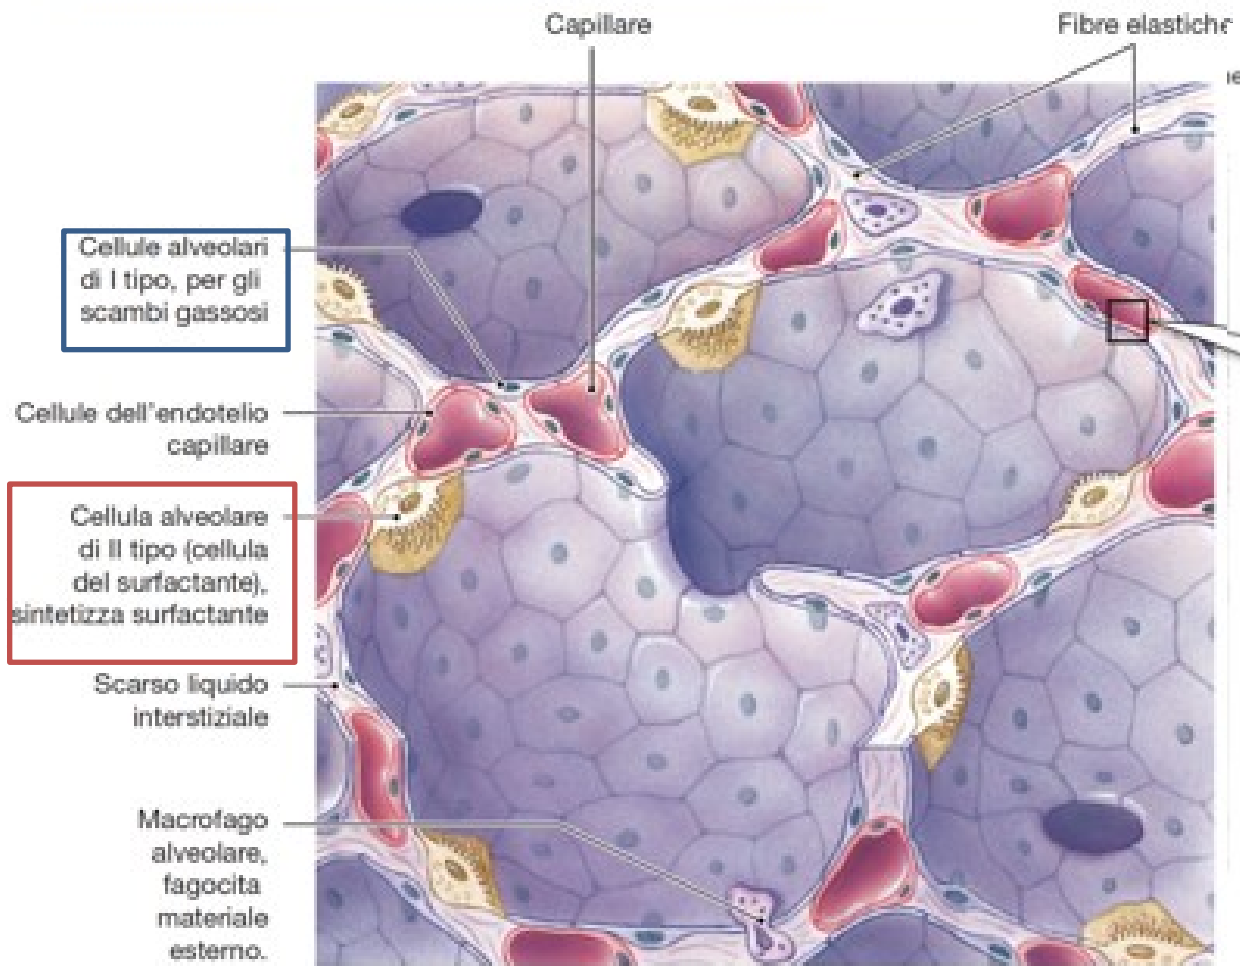 Capillare
Fibre elastiche
Cellule alveolari
di I tipo, per gli
scambi gassosi
Cellule dell'endotelio
capillare
Cellula alveolare
di II tipo (cellula
del surfactante),
sintetizza surfactante
Scarso liquido
interstiziale
Macrofago
alveolare,
fagocita
materiale
esterno.